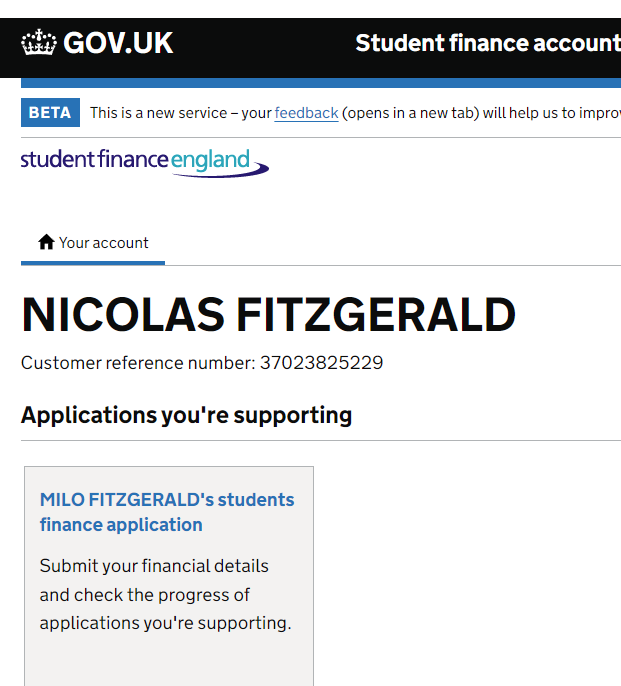 GOV.UK
Student finance account
BETA
This is a new service – your feedback (opens in a new tab) will help us to impro
student finance england
Your account
NICOLAS FITZGERALD
Customer reference number: 37023825229
Applications you're supporting
MILO FITZGERALD's students
finance application
Submit your financial details
and check the progress of
applications you're supporting.